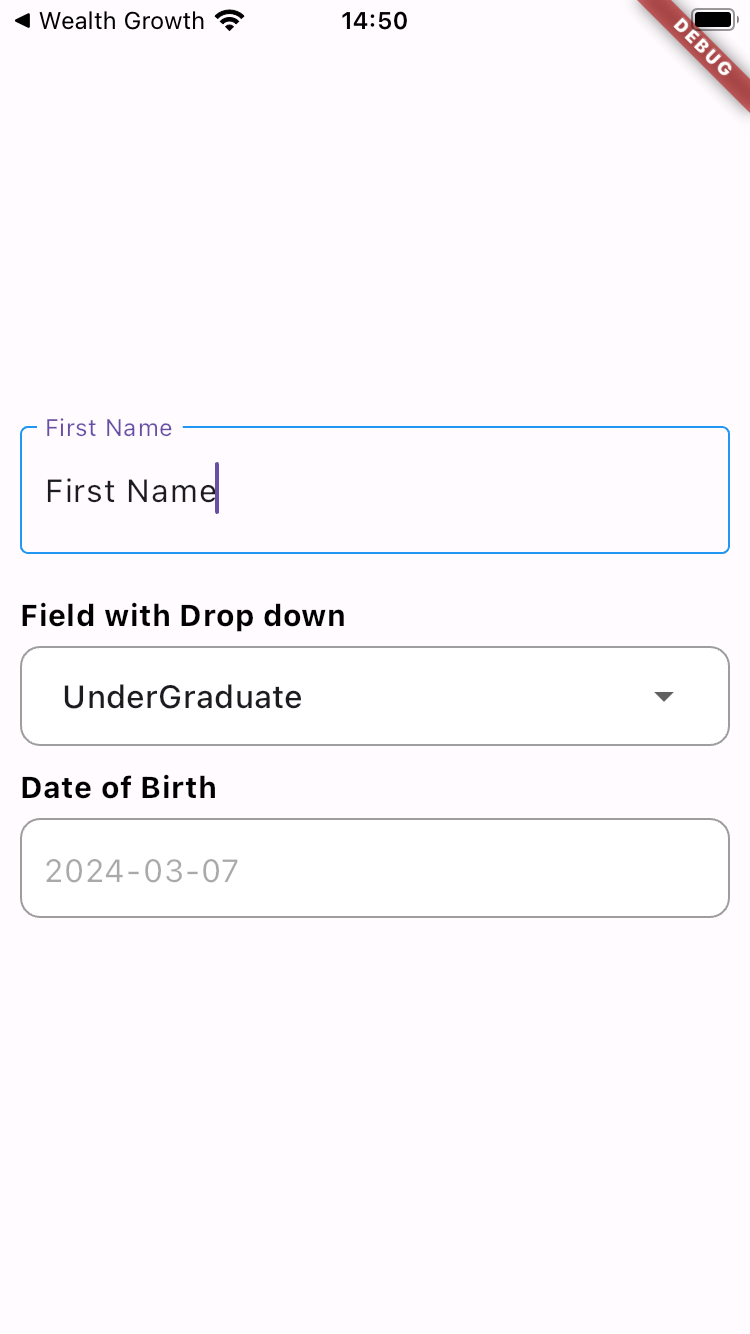 Wealth Growth 14:50
DEBUG
First Name
First Name
Field with Drop down
UnderGraduate
Date of Birth
2024-03-07